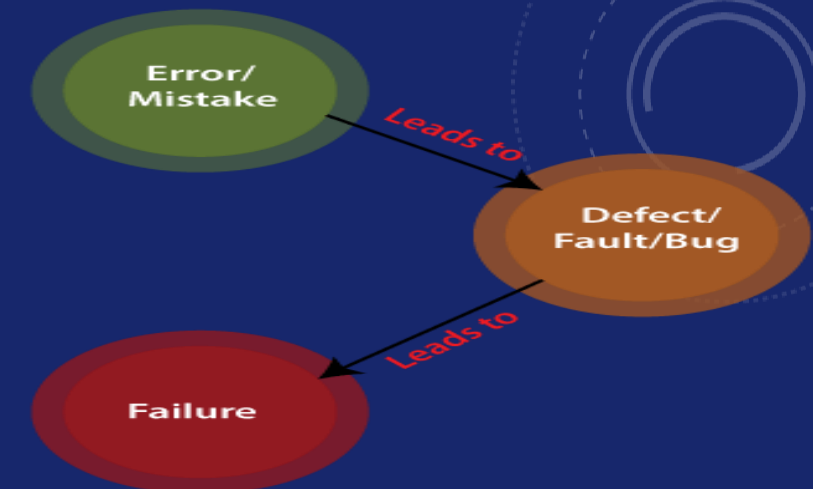 Error/
Mistake
Leads to
Defect/
Fault/Bug
Leads to
Failure